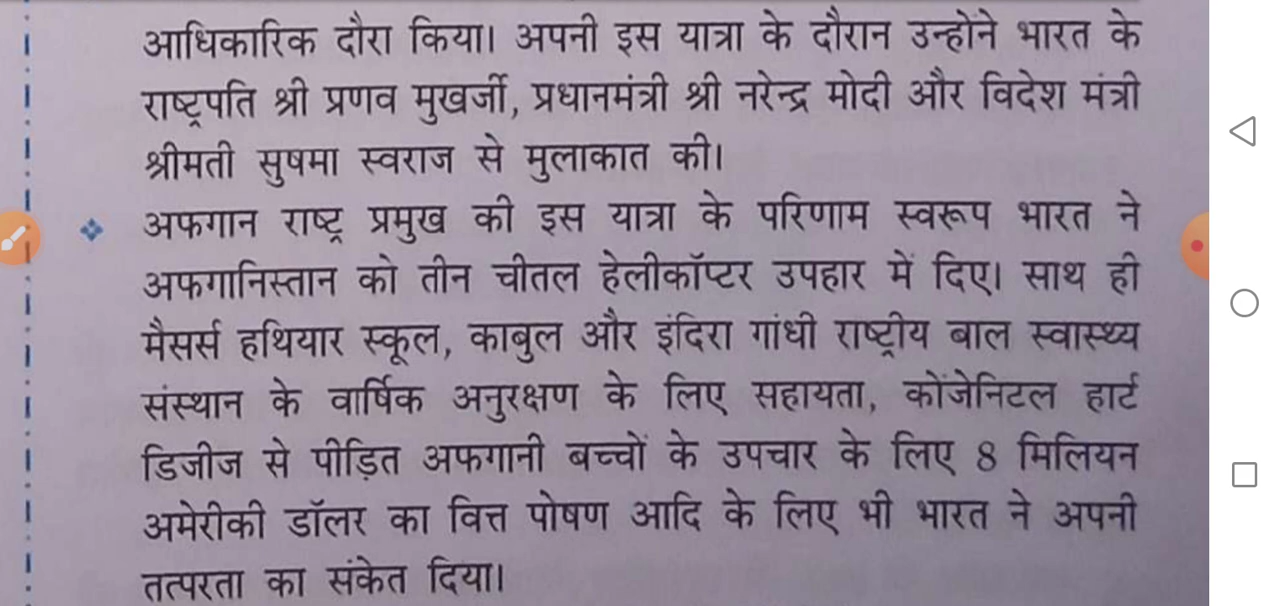 आधिकारिक दौरा किया। अपनी इस यात्रा के दौरान उन्होंने भारत के
राष्ट्रपति श्री प्रणव मुखर्जी, प्रधानमंत्री श्री नरेन्द्र मोदी और विदेश मंत्री
श्रीमती सुषमा स्वराज से मुलाकात की।
अफगान राष्ट्र प्रमुख की इस यात्रा के परिणाम स्वरूप भारत ने
अफगानिस्तान को तीन चीतल हेलीकॉप्टर उपहार में दिए। साथ ही
मैसर्स हथियार स्कूल, काबुल और इंदिरा गांधी राष्ट्रीय बाल स्वास्थ्य
संस्थान के वार्षिक अनुरक्षण के लिए सहायता, कोंजेनिटल हार्ट
डिजीज से पीड़ित अफगानी बच्चों के उपचार के लिए 8 मिलियन
अमेरीकी डॉलर का वित्त पोषण आदि के लिए भी भारत ने अपनी
तत्परता का संकेत दिया।